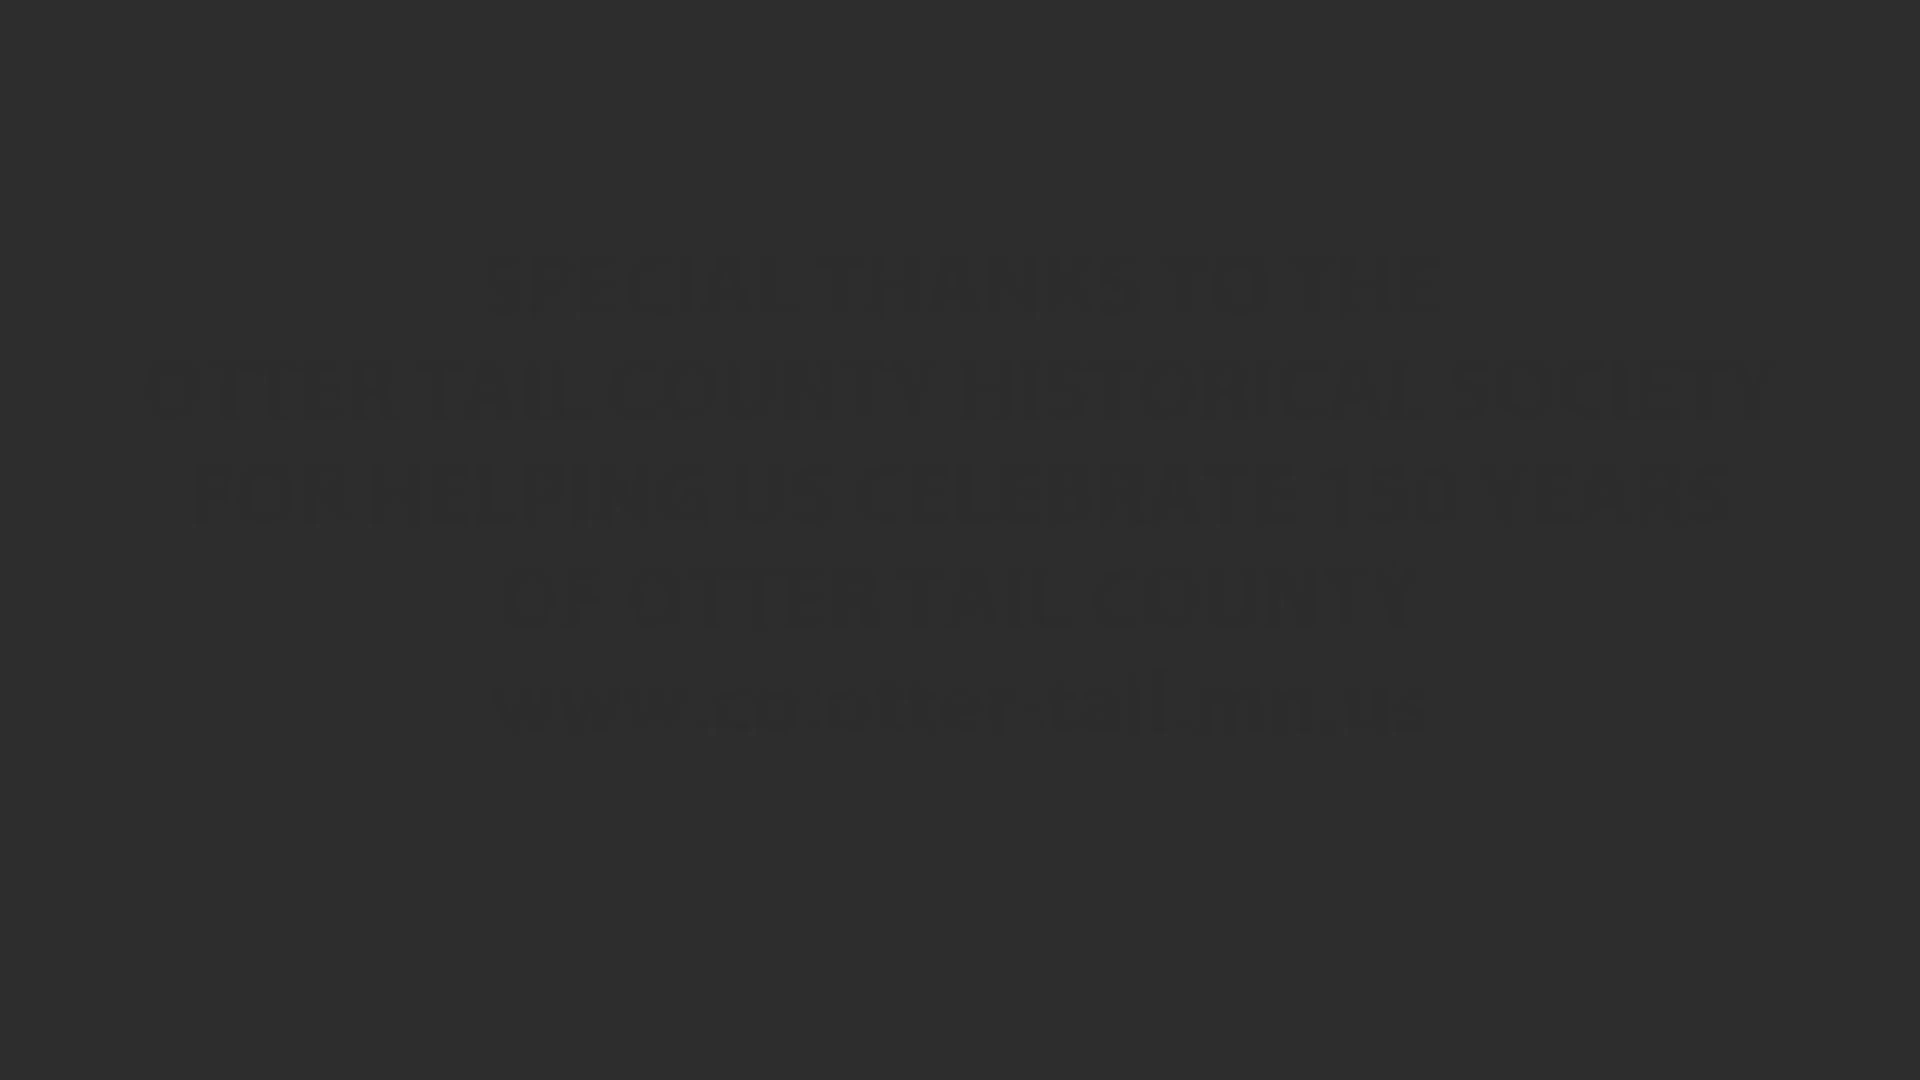 SPECIAL THANKS TO THE
OTTER TAIL COUNTY HISTORICAL SOCIETY
FOR HELPING US CELEBRATE 150 YEARS
OF OTTER TAIL COUNTY
www.co.otter-tail.mn.us